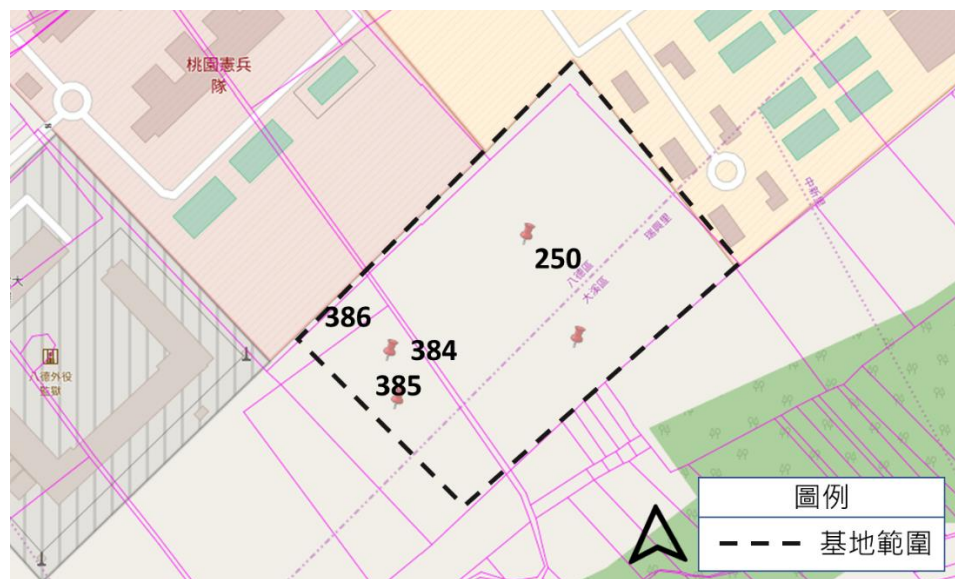 桃園憲兵
隊
中新里
瑞興里
250
八德區
大溪區
386
384
385
大
八德外役
監獄
圖例
基地範圍